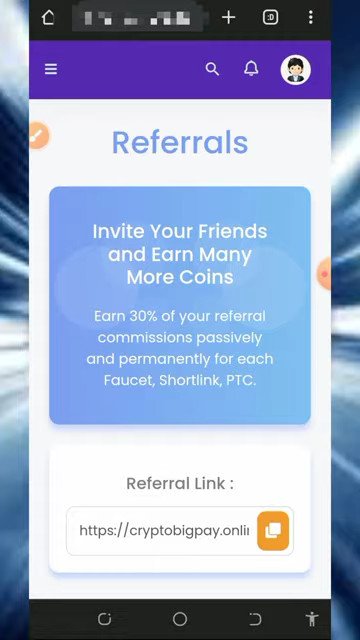 :D
Referrals
Invite Your Friends
and Earn Many
More Coins
Earn 30% of your referral
commissions passively
and permanently for each
Faucet, Shortlink, PTC.
Referral Link :
https://cryptobigpay.onlin